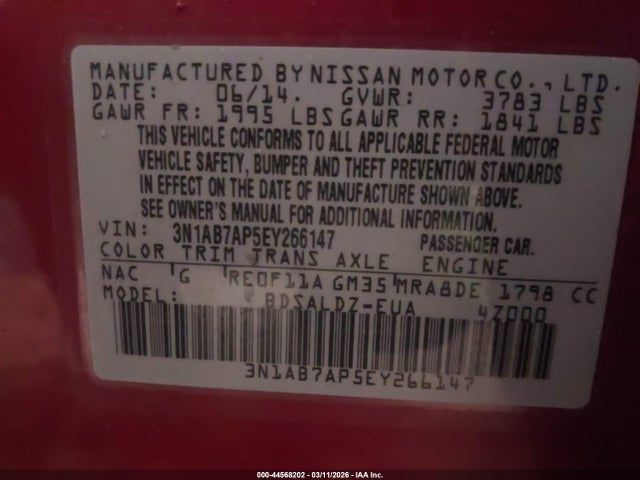 MANUFACTURED BY NISSAN MOTOR CO., LTD.
DATE: 06/14. GVWR: 3783 LBS
GAWR FR: 1995 LBS GAWR RR: 1841 LBS
THIS VEHICLE CONFORMS TO ALL APPLICABLE FEDERAL MOTOR
VEHICLE SAFETY, BUMPER AND THEFT PREVENTION STANDARDS
IN EFFECT ON THE DATE OF MANUFACTURE SHOWN ABOVE.
SEE OWNER'S MANUAL FOR ADDITIONAL INFORMATION.
VIN: 3N1AB7AP5EY266147 PASSENGER CAR.
COLOR TRIM TRANS AXLE ENGINE
NAC G RE0F11A GM35 MRA8DE 1798 CC
MODEL: BDSALDZ-EUA 4Z000
3N1AB7AP5EY266147
000-44568202 - 03/11/2026 - IAA Inc.